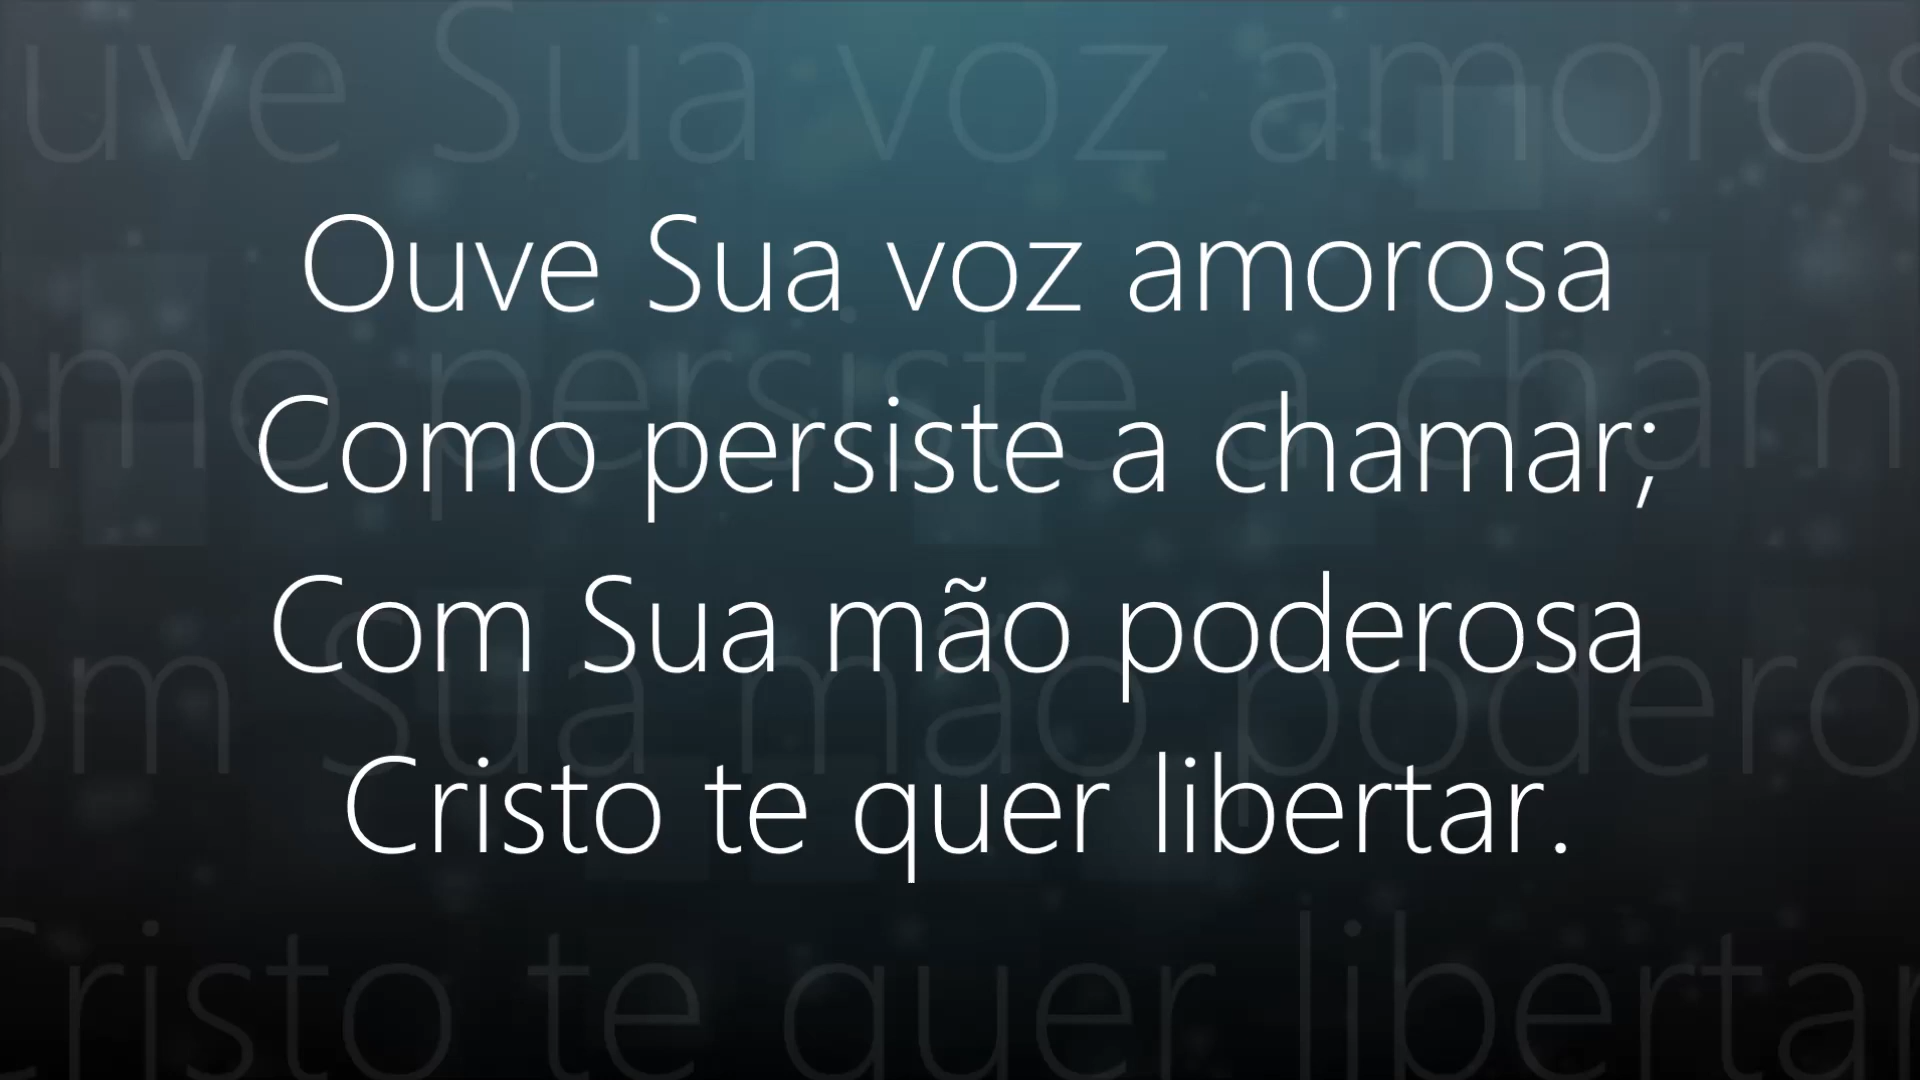 Ouve Sua voz amorosa
Como persiste a chamar;
Com Sua mão poderosa
Cristo te quer libertar.